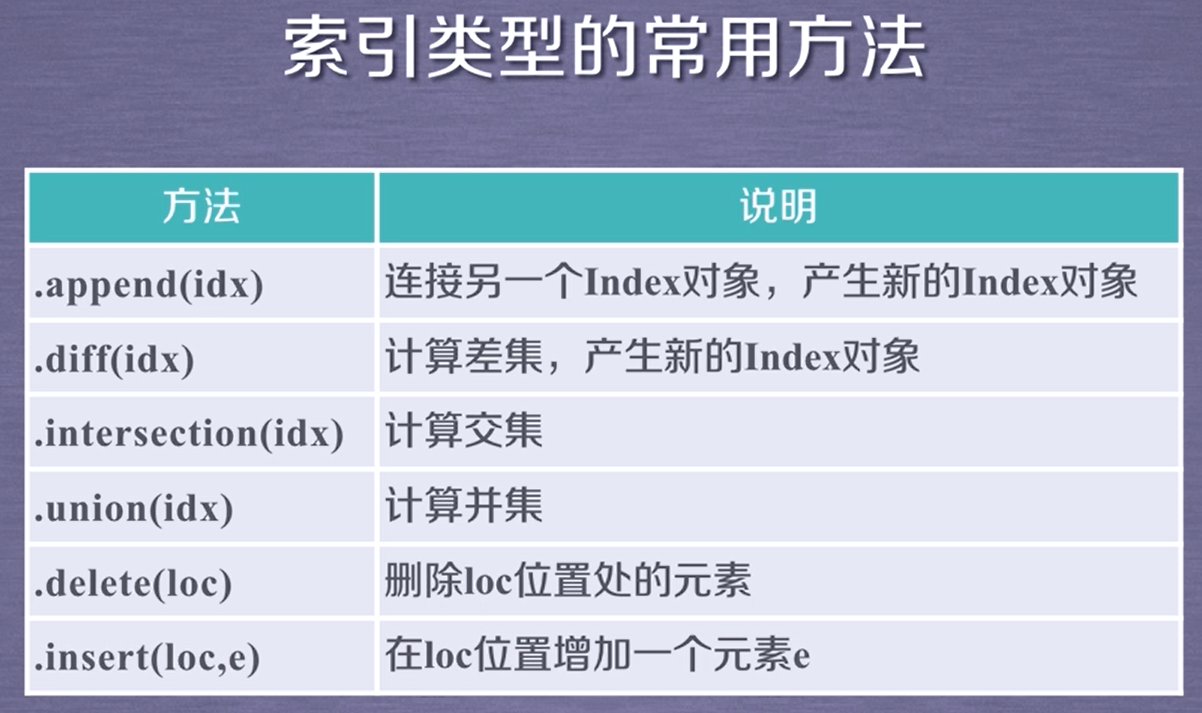 索引类型的常用方法
方法 说明
.append(idx) 连接另一个Index对象，产生新的Index对象
.diff(idx) 计算差集，产生新的Index对象
.intersection(idx) 计算交集
.union(idx) 计算并集
.delete(loc) 删除loc位置处的元素
.insert(loc,e) 在loc位置增加一个元素e